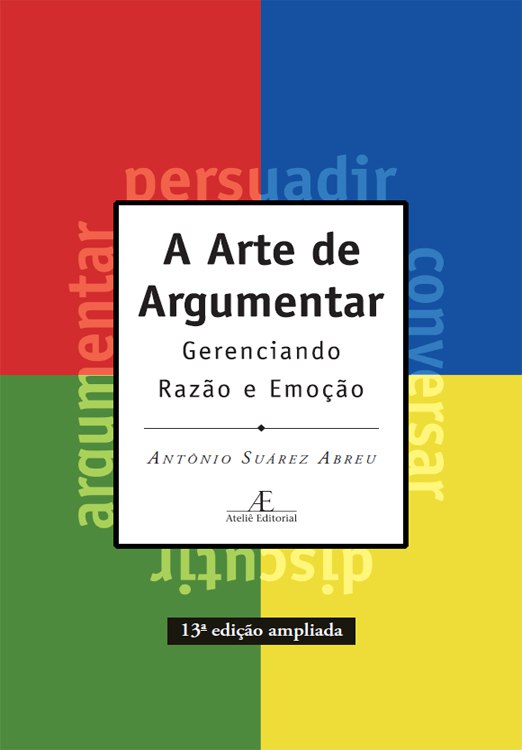 persuadir
A Arte de
Argumentar
Gerenciando
Razão e Emoção
ANTÔNIO SUÁREZ ABREU
Æ
Ateliê Editorial
argumentar
conversar
discutir
13ª edição ampliada